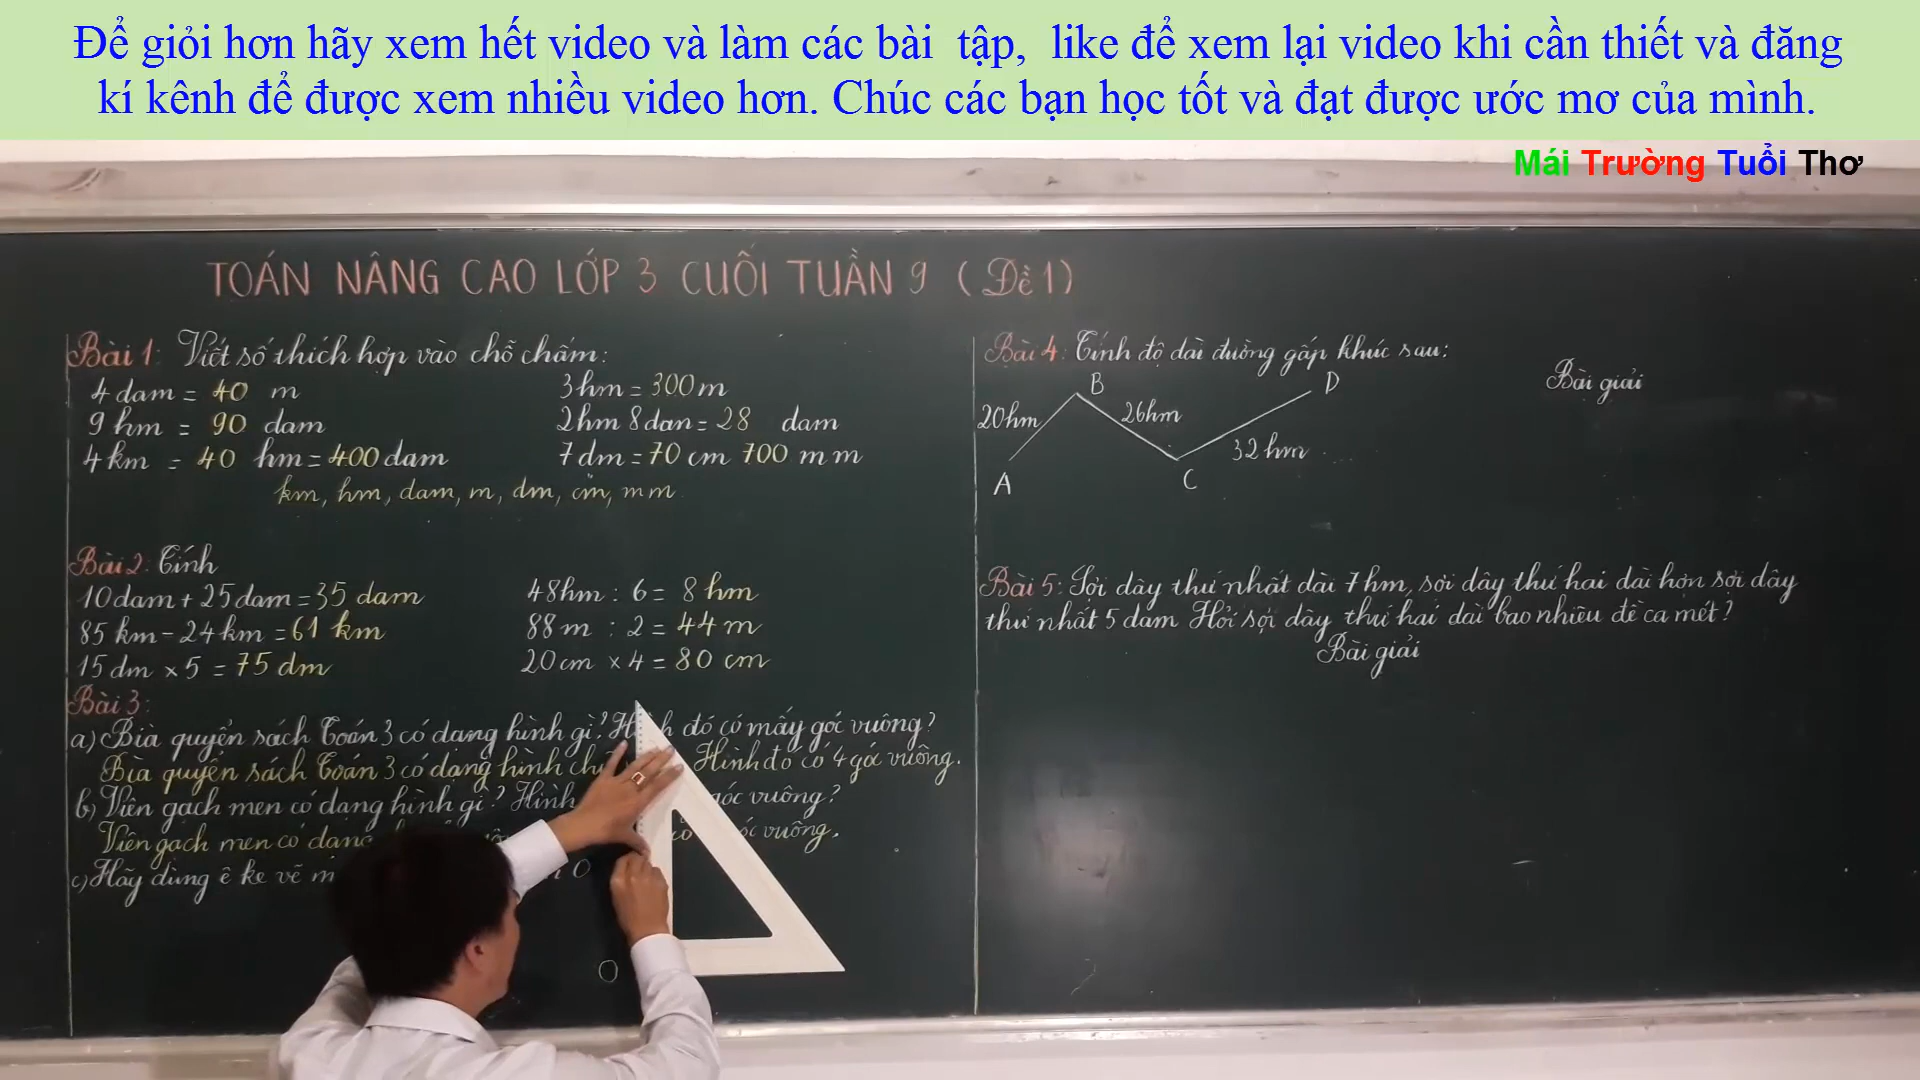 Để giỏi hơn hãy xem hết video và làm các bài tập, like để xem lại video khi cần thiết và đăng
kí kênh để được xem nhiều video hơn. Chúc các bạn học tốt và đạt được ước mơ của mình.
Mái Trường Tuổi Thơ
TOÁN NÂNG CAO LỚP 3 CUỐI TUẦN 9 (Đề 1)
Bài 1: Viết số thích hợp vào chỗ chấm:
4 dam = 40 m
3 hm = 300 m
9 hm = 90 dam
2hm 8dan = 28 dam
4 km = 40 hm = 400 dam
7 dm = 70 cm 700 mm
km, hm, dam, m, dm, cm, mm
Bài 2: Tính
10 dam + 25 dam = 35 dam
48hm : 6 = 8 hm
85 km - 24 km = 61 km
88 m : 2 = 44 m
15 dm x 5 = 75 dm
20 cm x 4 = 80 cm
Bài 3:
a) Bìa quyển sách Toán 3 có dạng hình gì? Hình đó có mấy góc vuông?
Bìa quyển sách Toán 3 có dạng hình Hình đó có 4 góc vuông.
b) Viên gạch men có dạng hình gì? Hình góc vuông?
Viên gạch men có dạng vuông.
c) Hãy dùng ê ke vẽ O
O
Bài 4: Tính độ dài đường gấp khúc sau:
Bài giải
B
D
20hm
26hm
32 hm
A
C
Bài 5: Sợi dây thứ nhất dài 7 hm, sợi dây thứ hai dài hơn sợi dây
thứ nhất 5 dam Hỏi sợi dây thứ hai dài bao nhiêu đề ca mét?
Bài giải